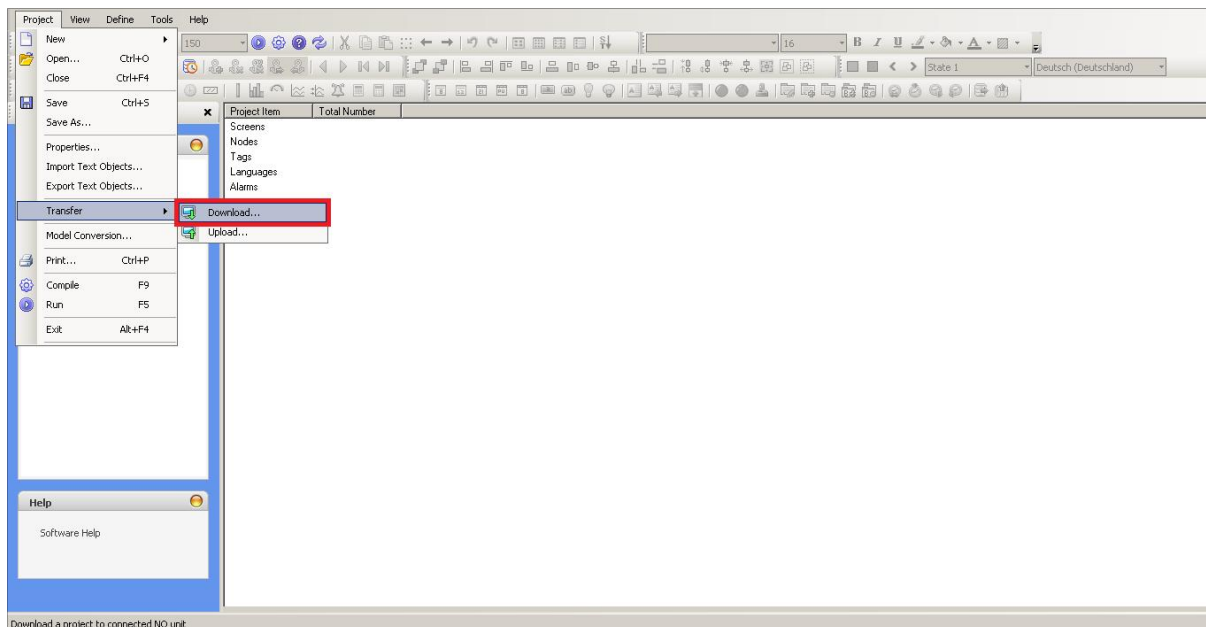 Project View Define Tools Help
New
150
16
B I U A
Open... Ctrl+O
Close Ctrl+F4
State 1
Deutsch (Deutschland)
Save Ctrl+S
Save As...
Project Item Total Number
Screens
Nodes
Tags
Languages
Alarms
Properties...
Import Text Objects...
Export Text Objects...
Transfer
Download...
Upload...
Model Conversion...
Print... Ctrl+P
Compile F9
Run F5
Exit Alt+F4
Help
Software Help
Download a project to connected NQ unit